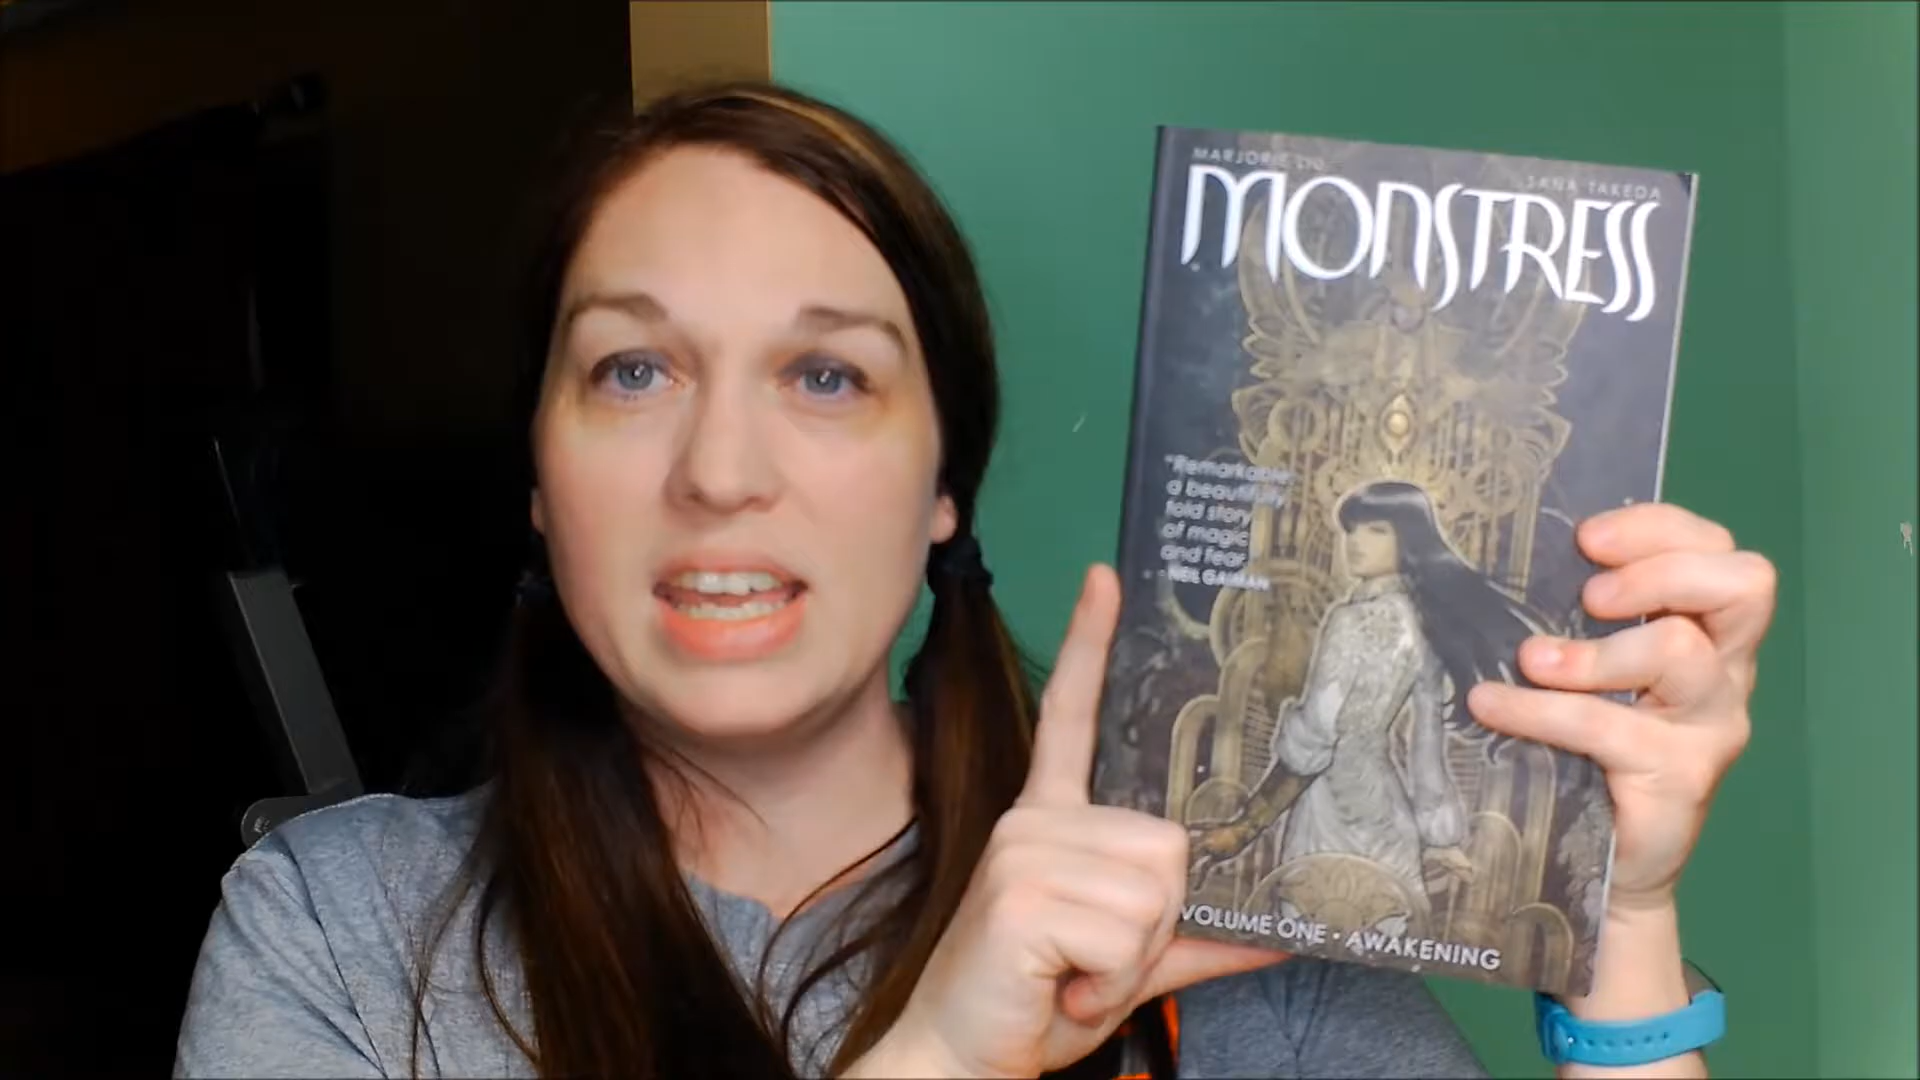 MARJORIE LIU
SANA TAKEDA
MONSTRESS
"Remarkable
a beautifully
told story
of magic
and fear
- NEIL GAIMAN
VOLUME ONE • AWAKENING